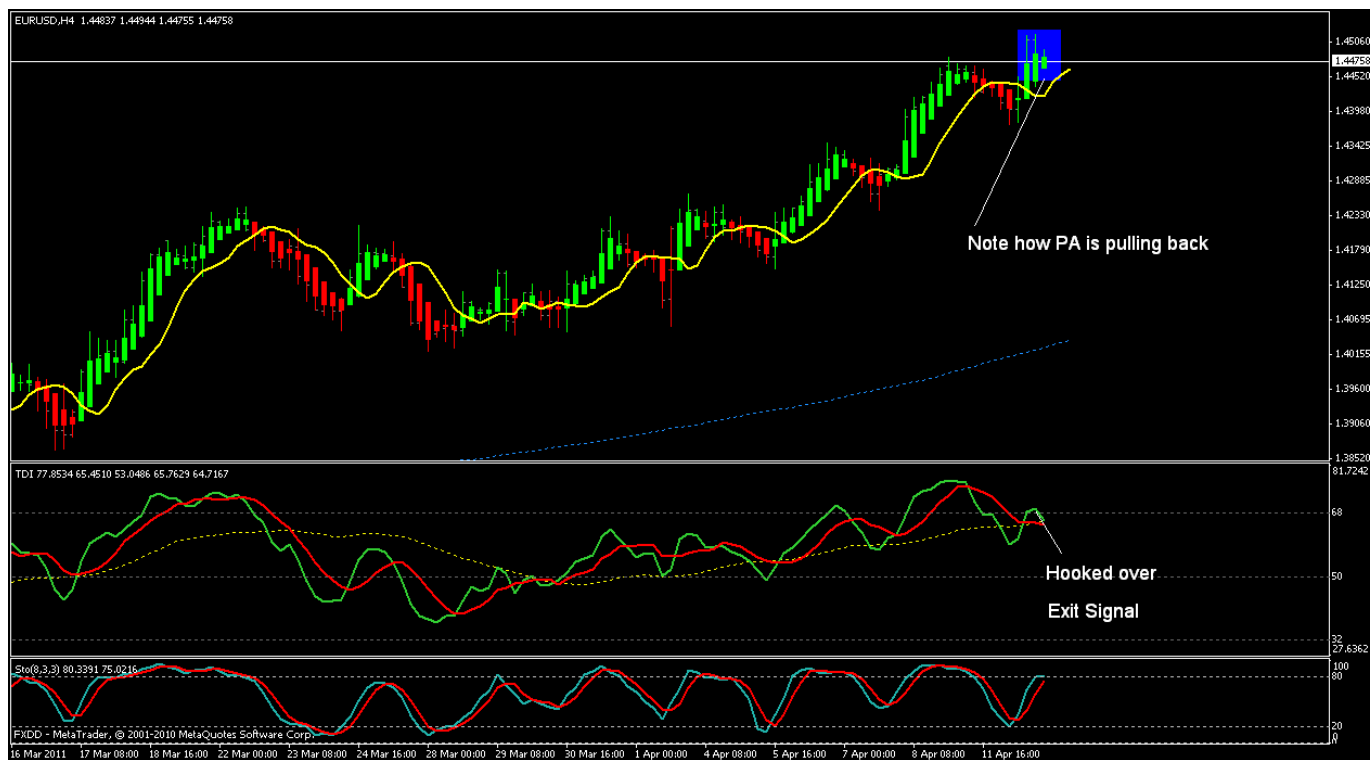 EURUSD,H4 1.44837 1.44944 1.44755 1.44758
1.45060
1.44758
1.44520
1.43980
1.43425
1.42885
1.42330
1.41790
1.41250
1.40695
1.40155
1.39600
1.39060
1.38520
Note how PA is pulling back
TDI 77.8534 65.4510 53.0486 65.7629 64.7167
81.7242
68
50
32
27.6362
Hooked over
Exit Signal
Sto(8,3,3) 80.3391 75.0216
100
80
20
0
FXDD - MetaTrader, © 2001-2010 MetaQuotes Software Corp.
16 Mar 2011 17 Mar 08:00 18 Mar 16:00 22 Mar 00:00 23 Mar 08:00 24 Mar 16:00 28 Mar 00:00 29 Mar 08:00 30 Mar 16:00 1 Apr 00:00 4 Apr 08:00 5 Apr 16:00 7 Apr 00:00 8 Apr 08:00 11 Apr 16:00